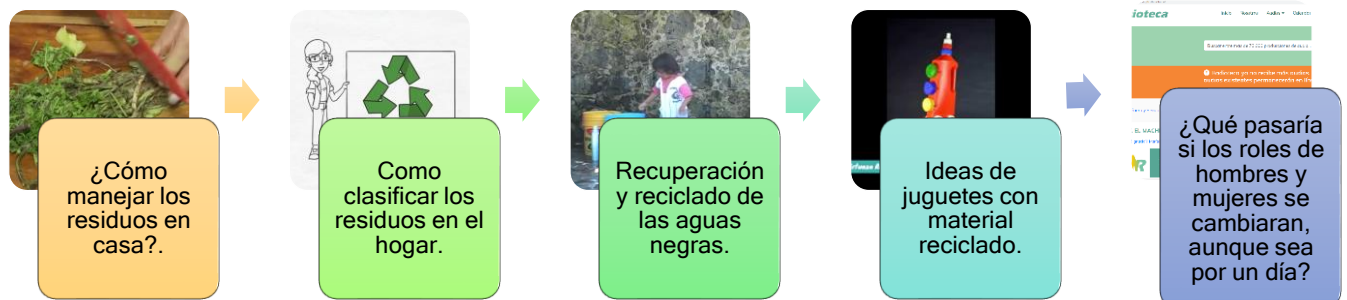 ¿Cómo
manejar los
residuos en
casa?.
Como
clasificar los
residuos en el
hogar.
Recuperación
y reciclado de
las aguas
negras.
Ideas de
juguetes con
material
reciclado.
ioteca
Inicio Nosotros Audios
¿Qué pasaría
si los roles de
hombres y
mujeres se
cambiaran,
aunque sea
por un día?